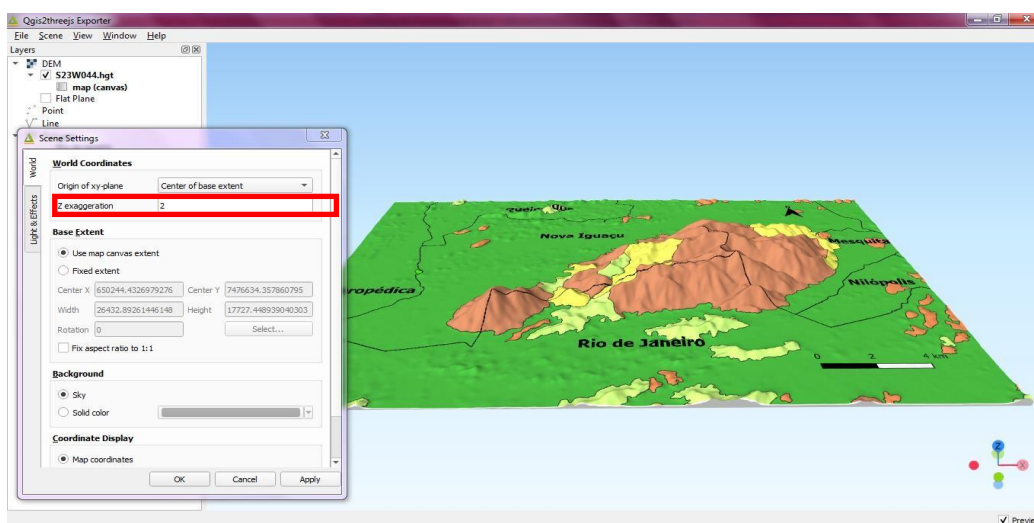 Qgis2threejs Exporter
File Scene View Window Help
Layers
DEM
S23W044.hgt
map (canvas)
Flat Plane
Point
Line
Scene Settings
World
Light & Effects
World Coordinates
Origin of xy-plane Center of base extent
Z exaggeration 2
Base Extent
Use map canvas extent
Fixed extent
Center X 650244.4326979276 Center Y 7476634.357860795
Width 26432.89261446148 Height 17727.448939040303
Rotation 0 Select...
Fix aspect ratio to 1:1
Background
Sky
Solid color
Coordinate Display
Map coordinates
OK Cancel Apply
Nova Iguaçu
Mesquita
Nilópolis
ropédica
Rio de Janeiro
0 2 4 km
Z
X
Previe